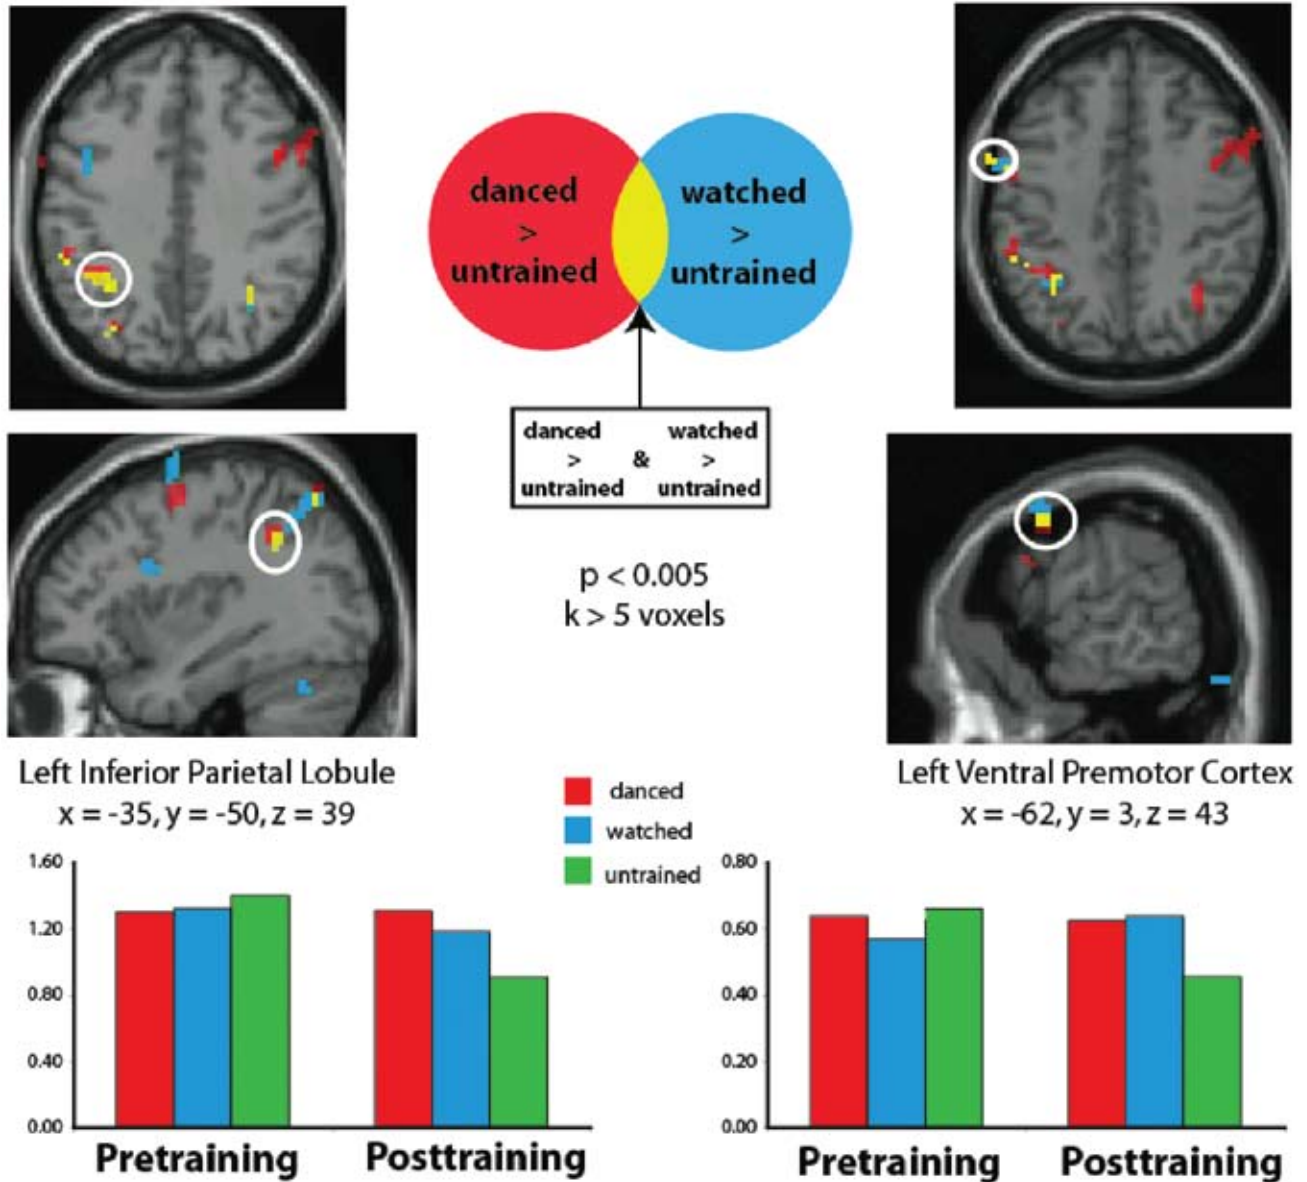 danced
>
untrained
watched
>
untrained
danced watched
> & >
untrained untrained
p < 0.005
k > 5 voxels
Left Inferior Parietal Lobule
x = -35, y = -50, z = 39
Left Ventral Premotor Cortex
x = -62, y = 3, z = 43
danced
watched
untrained
1.60
1.20
0.80
0.40
0.00
Pretraining
Posttraining
0.80
0.60
0.40
0.20
0.00
Pretraining
Posttraining